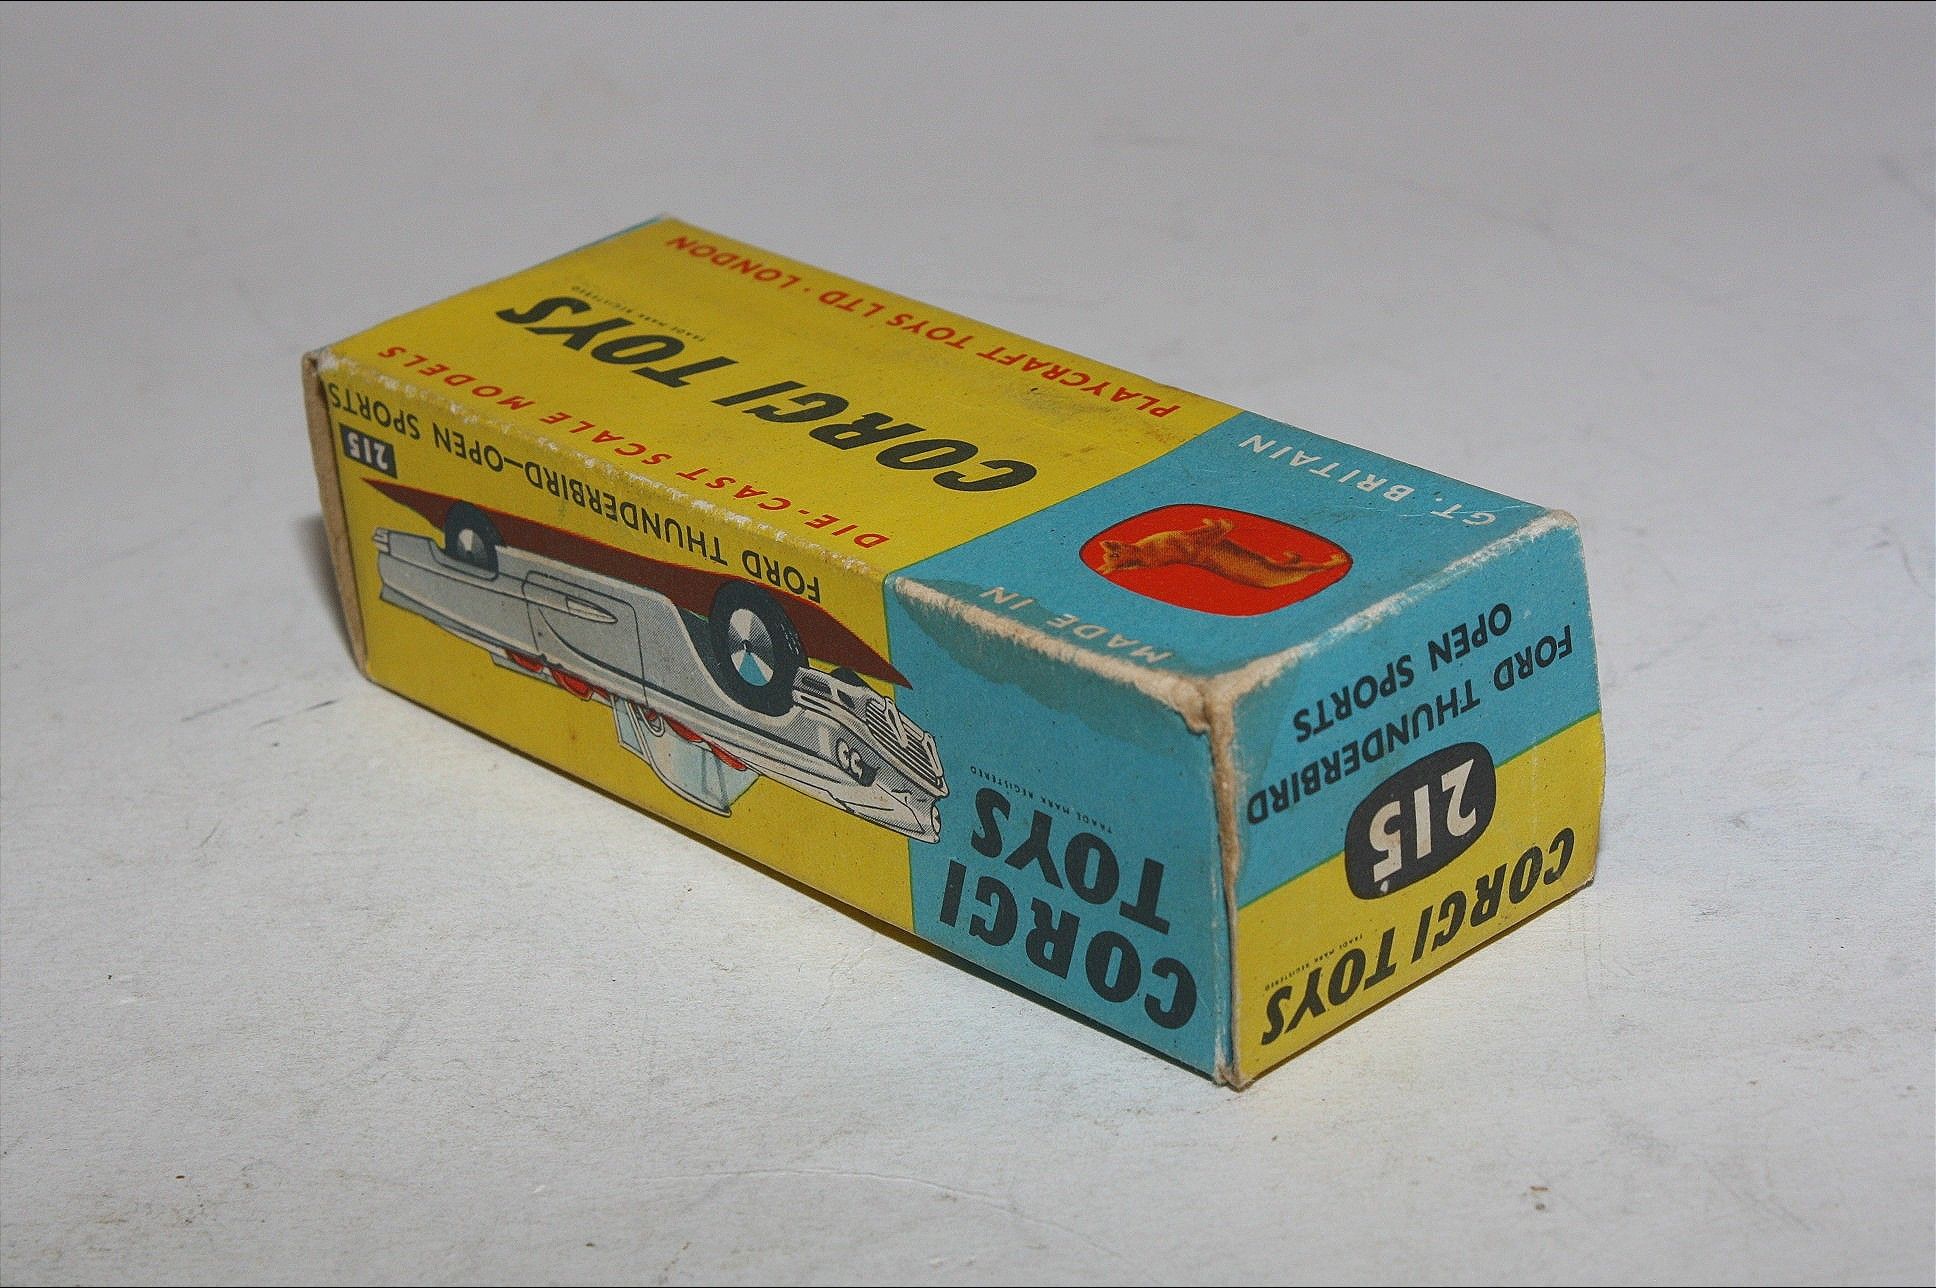 PLAYCRAFT TOYS LTD · LONDON
CORGI TOYS
TRADE MARK REGISTERED
DIE-CAST SCALE MODELS
MADE IN
GT. BRITAIN
FORD THUNDERBIRD—OPEN SPORTS
215
CORGI
TOYS
TRADE MARK REGISTERED
CORGI TOYS
TRADE MARK REGISTERED
215
FORD THUNDERBIRD
OPEN SPORTS